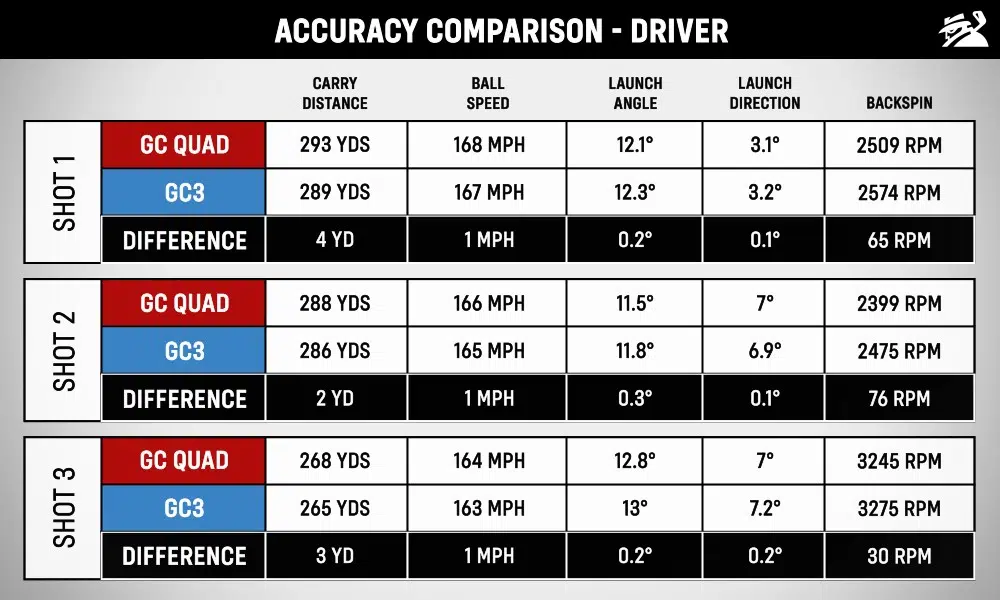 ACCURACY COMPARISON - DRIVER
CARRY DISTANCE BALL SPEED LAUNCH ANGLE LAUNCH DIRECTION BACKSPIN
SHOT 1
GC QUAD 293 YDS 168 MPH 12.1° 3.1° 2509 RPM
GC3 289 YDS 167 MPH 12.3° 3.2° 2574 RPM
DIFFERENCE 4 YD 1 MPH 0.2° 0.1° 65 RPM
SHOT 2
GC QUAD 288 YDS 166 MPH 11.5° 7° 2399 RPM
GC3 286 YDS 165 MPH 11.8° 6.9° 2475 RPM
DIFFERENCE 2 YD 1 MPH 0.3° 0.1° 76 RPM
SHOT 3
GC QUAD 268 YDS 164 MPH 12.8° 7° 3245 RPM
GC3 265 YDS 163 MPH 13° 7.2° 3275 RPM
DIFFERENCE 3 YD 1 MPH 0.2° 0.2° 30 RPM